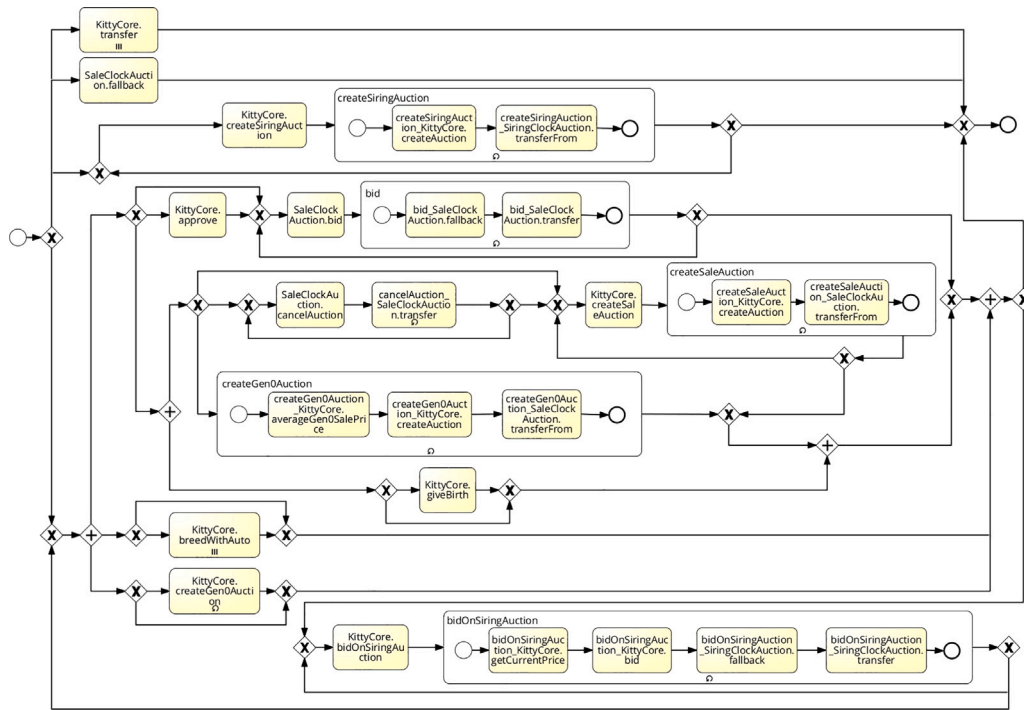 KittyCore.
transfer
SaleClockAucti
on.fallback
KittyCore.
createSiringAuct
ion
createSiringAuction
createSiringAuct
ion_KittyCore.
createAuction
createSiringAuction
_SiringClockAuction.
transferFrom
KittyCore.
approve
SaleClock
Auction.bid
bid
bid_SaleClock
Auction.fallback
bid_SaleClock
Auction.transfer
SaleClockAu
ction.
cancelAuction
cancelAuction_
SaleClockAuctio
n.transfer
KittyCore.
createSal
eAuction
createSaleAuction
createSaleAuct
ion_KittyCore.
createAuction
createSaleAucti
on_SaleClockAu
ction.
transferFrom
createGen0Auction
createGen0Auction
_KittyCore.
averageGen0SalePri
ce
createGen0Auct
ion_KittyCore.
createAuction
createGen0Auc
tion_SaleClock
Auction.
transferFrom
KittyCore.
giveBirth
KittyCore.
breedWithAuto
KittyCore.
createGen0Aucti
on
KittyCore.
bidOnSiringAu
ction
bidOnSiringAuction
bidOnSiringAuc
tion_KittyCore.
getCurrentPrice
bidOnSiringAuc
tion_KittyCore.
bid
bidOnSiringAuction
_SiringClockAuction.
fallback
bidOnSiringAuction
_SiringClockAuction.
transfer